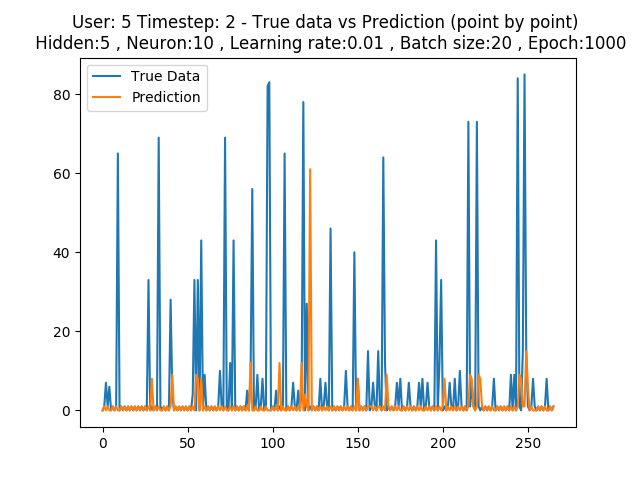 User: 5 Timestep: 2 - True data vs Prediction (point by point)
Hidden:5 , Neuron:10 , Learning rate:0.01 , Batch size:20 , Epoch:1000
True Data
Prediction
80
60
40
20
0
0 50 100 150 200 250